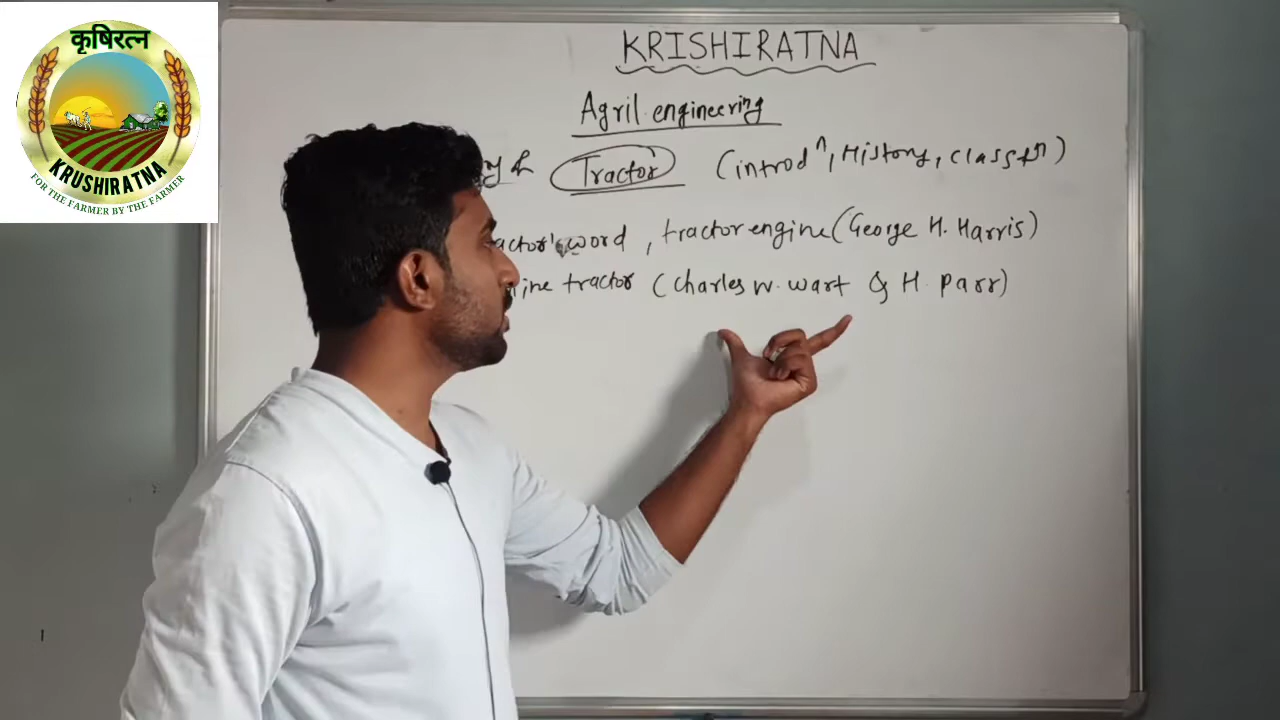 कृषिरत्न
KRUSHIRATNA
FOR THE FARMER BY THE FARMER
KRISHIRATNA
Agril. engineering
Tractor (introdⁿ, History, classfⁿ)
word, tractor engine (George H. Harris)
tractor (Charles W. wart & H. Parr)